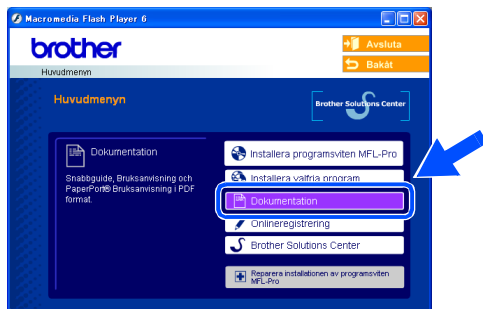 Macromedia Flash Player 6
brother
Avsluta
Bakåt
Huvudmenyn
Huvudmenyn
Brother Solutions Center
Dokumentation
Snabbguide, Bruksanvisning och
PaperPort® Bruksanvisning i PDF
format.
Installera programsviten MFL-Pro
Installera valfria program
Dokumentation
Onlineregistrering
Brother Solutions Center
Reparera installationen av programsviten
MFL-Pro